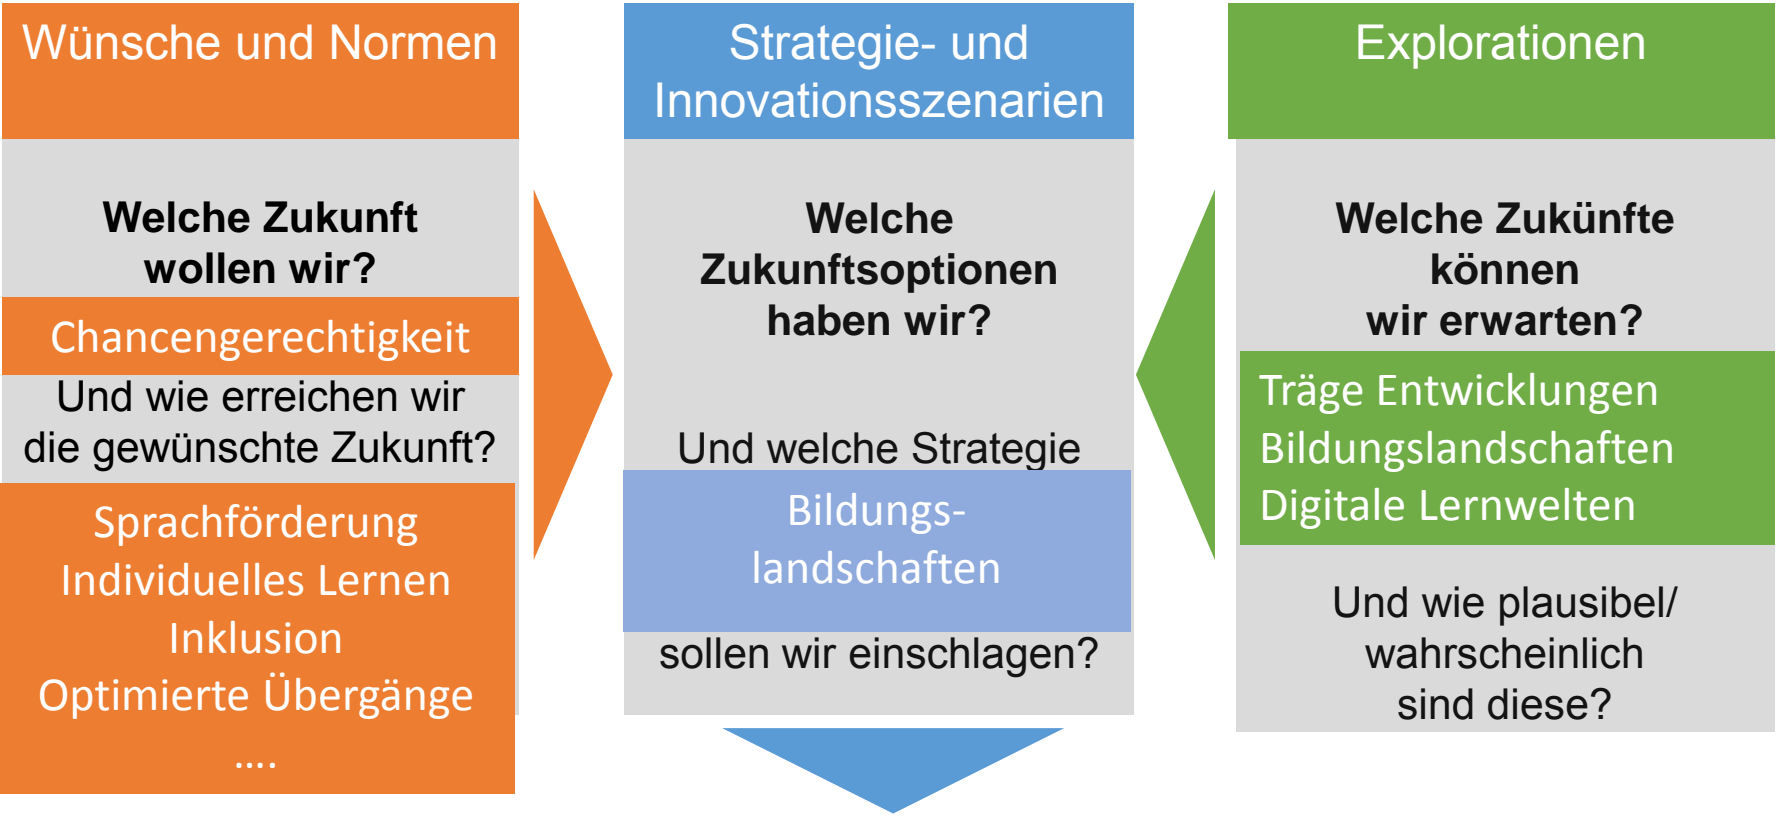 Wünsche und Normen
Welche Zukunft
wollen wir?
Chancengerechtigkeit
Und wie erreichen wir
die gewünschte Zukunft?
Sprachförderung
Individuelles Lernen
Inklusion
Optimierte Übergänge
....
Strategie- und
Innovationsszenarien
Welche
Zukunftsoptionen
haben wir?
Und welche Strategie
Bildungs-
landschaften
sollen wir einschlagen?
Explorationen
Welche Zukünfte
können
wir erwarten?
Träge Entwicklungen
Bildungslandschaften
Digitale Lernwelten
Und wie plausibel/
wahrscheinlich
sind diese?